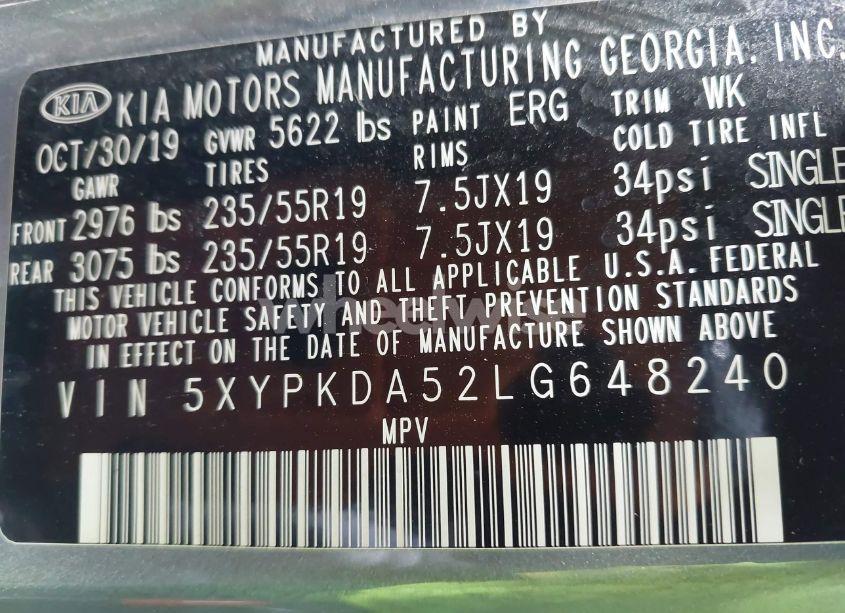 MANUFACTURED BY
KIA KIA MOTORS MANUFACTURING GEORGIA. INC.
OCT/30/19 GVWR 5622 lbs PAINT ERG TRIM WK
GAWR TIRES RIMS COLD TIRE INFL
FRONT 2976 lbs 235/55R19 7.5JX19 34psi SINGLE
REAR 3075 lbs 235/55R19 7.5JX19 34psi SINGLE
THIS VEHICLE CONFORMS TO ALL APPLICABLE U.S.A. FEDERAL
MOTOR VEHICLE SAFETY AND THEFT PREVENTION STANDARDS
IN EFFECT ON THE DATE OF MANUFACTURE SHOWN ABOVE
VIN 5XYPKDA52LG648240
MPV